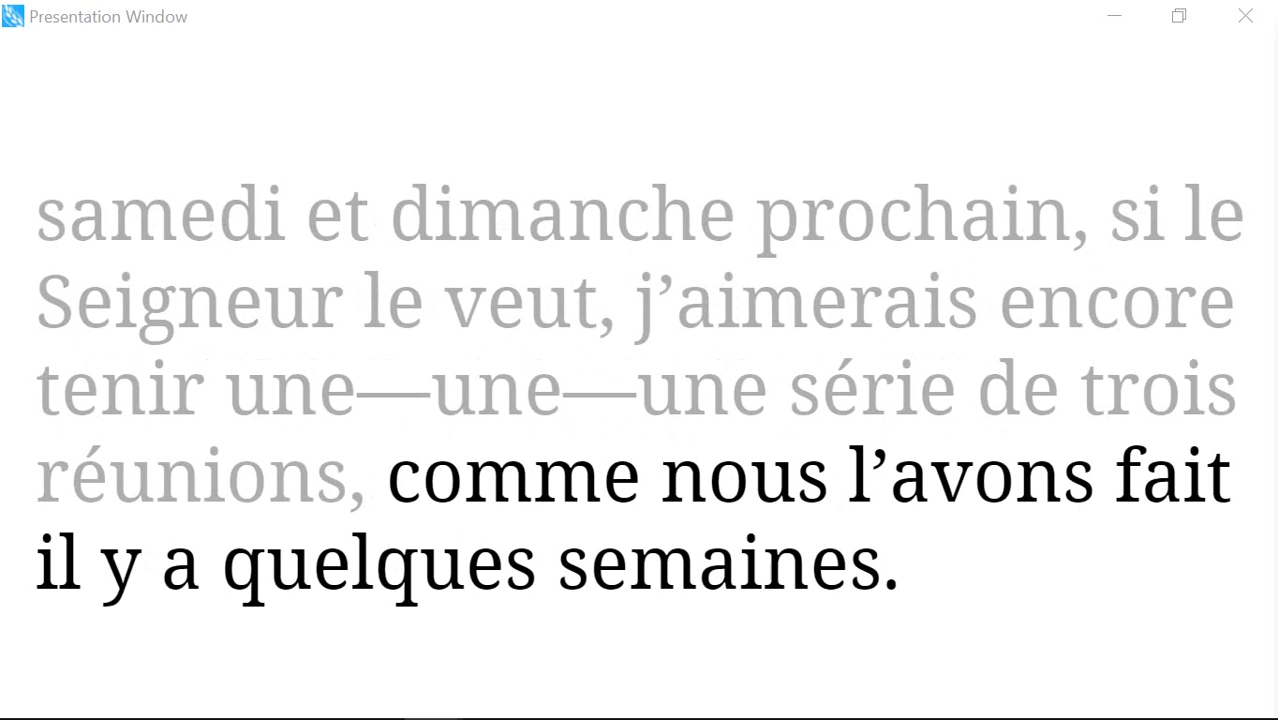 Presentation Window
samedi et dimanche prochain, si le
Seigneur le veut, j’aimerais encore
tenir une—une—une série de trois
réunions, comme nous l’avons fait
il y a quelques semaines.